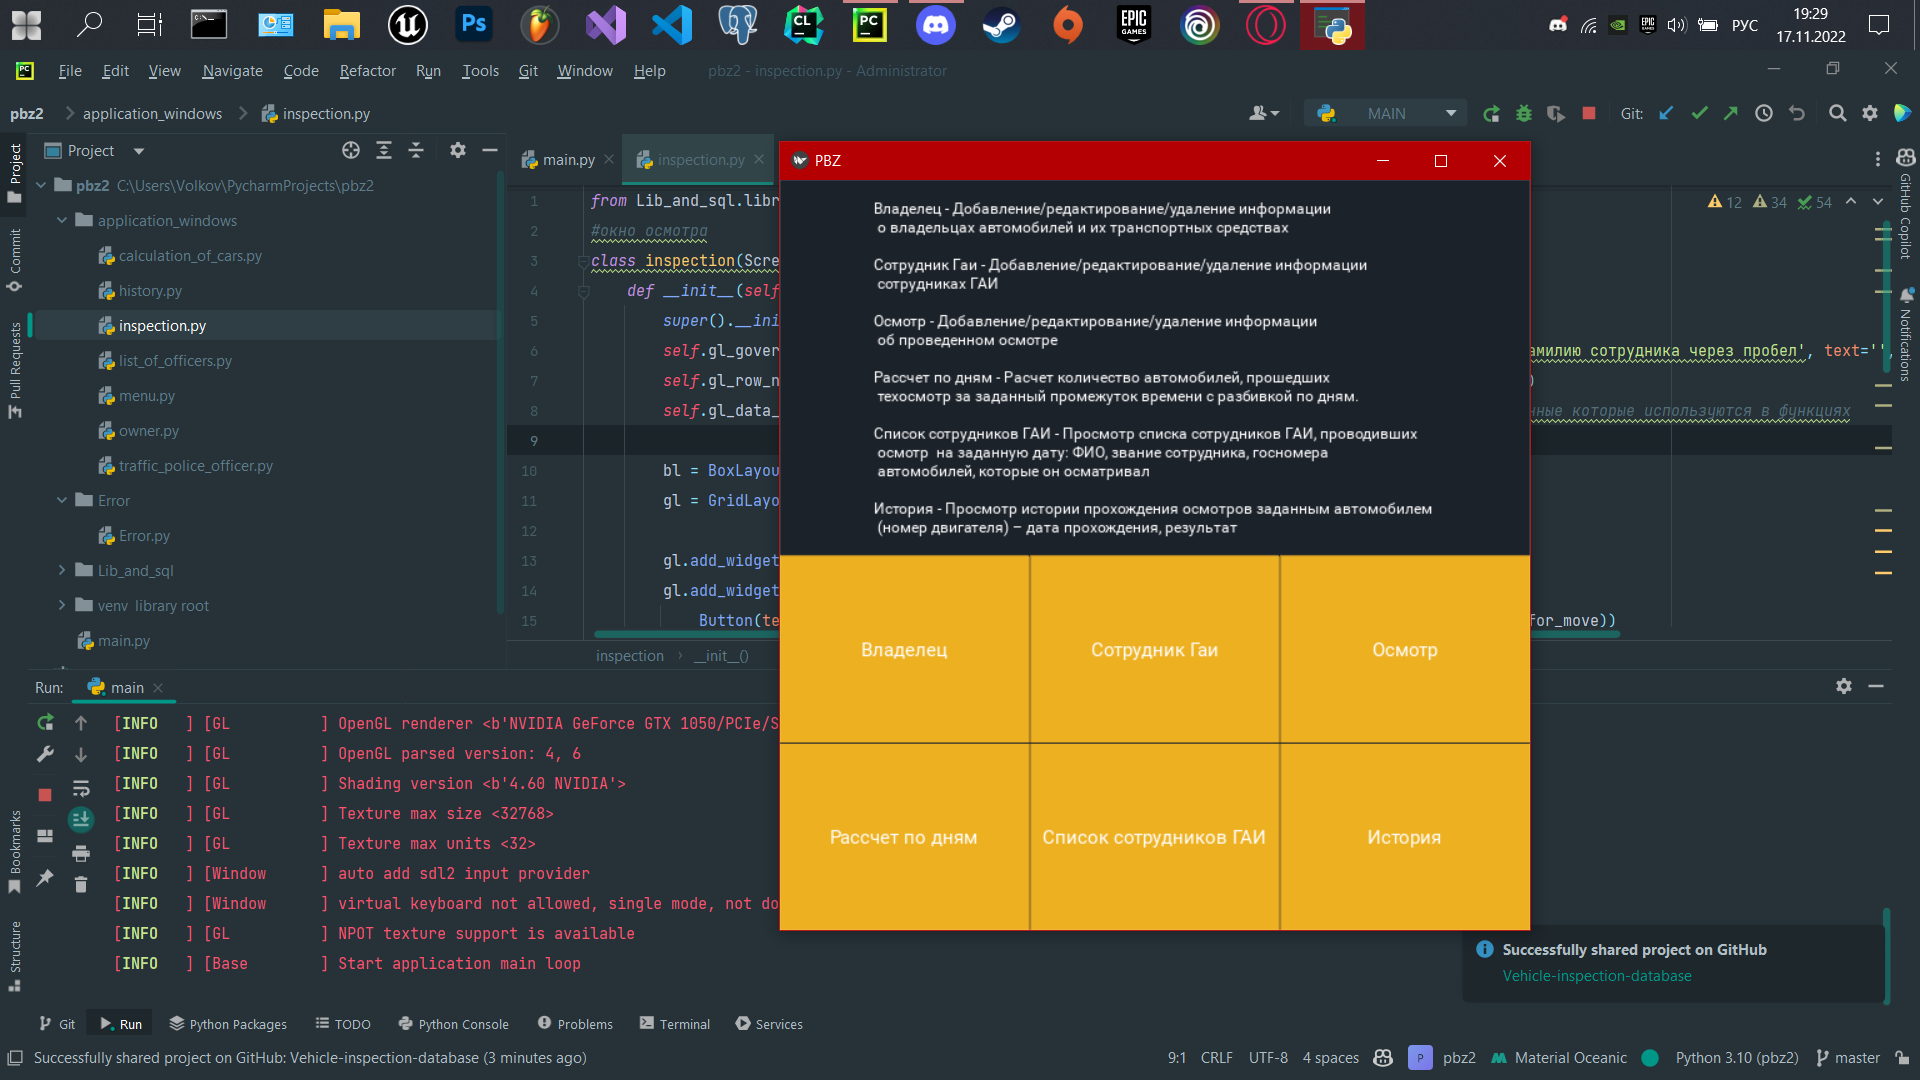 РУС
19:29
17.11.2022
EPIC
GAMES
File Edit View Navigate Code Refactor Run Tools Git Window Help pbz2 - inspection.py - Administrator
pbz2 application_windows inspection.py MAIN Git:
Project
main.py inspection.py
pbz2 C:\Users\Volkov\PycharmProjects\pbz2
application_windows
calculation_of_cars.py
history.py
inspection.py
list_of_officers.py
menu.py
owner.py
traffic_police_officer.py
Error
Error.py
Lib_and_sql
venv library root
main.py
Project
Commit
Pull Requests
Bookmarks
Structure
GitHub Copilot
Notifications
12 34 54
1 from Lib_and_sql.libr
2 #окно осмотра
3 class inspection(Scre
4 def __init__(self
5 super().__ini
6 self.gl_gover амилию сотрудника через пробел', text='',
7 self.gl_row_n )
8 self.gl_data_ нные которые используются в функциях
9
10 bl = BoxLayou
11 gl = GridLayo
12
13 gl.add_widget
14 gl.add_widget
15 Button(te for_move))
inspection __init__()
PBZ
Владелец - Добавление/редактирование/удаление информации
о владельцах автомобилей и их транспортных средствах
Сотрудник Гаи - Добавление/редактирование/удаление информации
сотрудниках ГАИ
Осмотр - Добавление/редактирование/удаление информации
об проведенном осмотре
Рассчет по дням - Расчет количество автомобилей, прошедших
техосмотр за заданный промежуток времени с разбивкой по дням.
Список сотрудников ГАИ - Просмотр списка сотрудников ГАИ, проводивших
осмотр на заданную дату: ФИО, звание сотрудника, госномера
автомобилей, которые он осматривал
История - Просмотр истории прохождения осмотров заданным автомобилем
(номер двигателя) – дата прохождения, результат
Владелец Сотрудник Гаи Осмотр
Рассчет по дням Список сотрудников ГАИ История
Run: main
[INFO ] [GL ] OpenGL renderer <b'NVIDIA GeForce GTX 1050/PCIe/S
[INFO ] [GL ] OpenGL parsed version: 4, 6
[INFO ] [GL ] Shading version <b'4.60 NVIDIA'>
[INFO ] [GL ] Texture max size <32768>
[INFO ] [GL ] Texture max units <32>
[INFO ] [Window ] auto add sdl2 input provider
[INFO ] [Window ] virtual keyboard not allowed, single mode, not do
[INFO ] [GL ] NPOT texture support is available
[INFO ] [Base ] Start application main loop
Successfully shared project on GitHub
Vehicle-inspection-database
Git Run Python Packages TODO Python Console Problems Terminal Services
Successfully shared project on GitHub: Vehicle-inspection-database (3 minutes ago) 9:1 CRLF UTF-8 4 spaces P pbz2 Material Oceanic Python 3.10 (pbz2) master